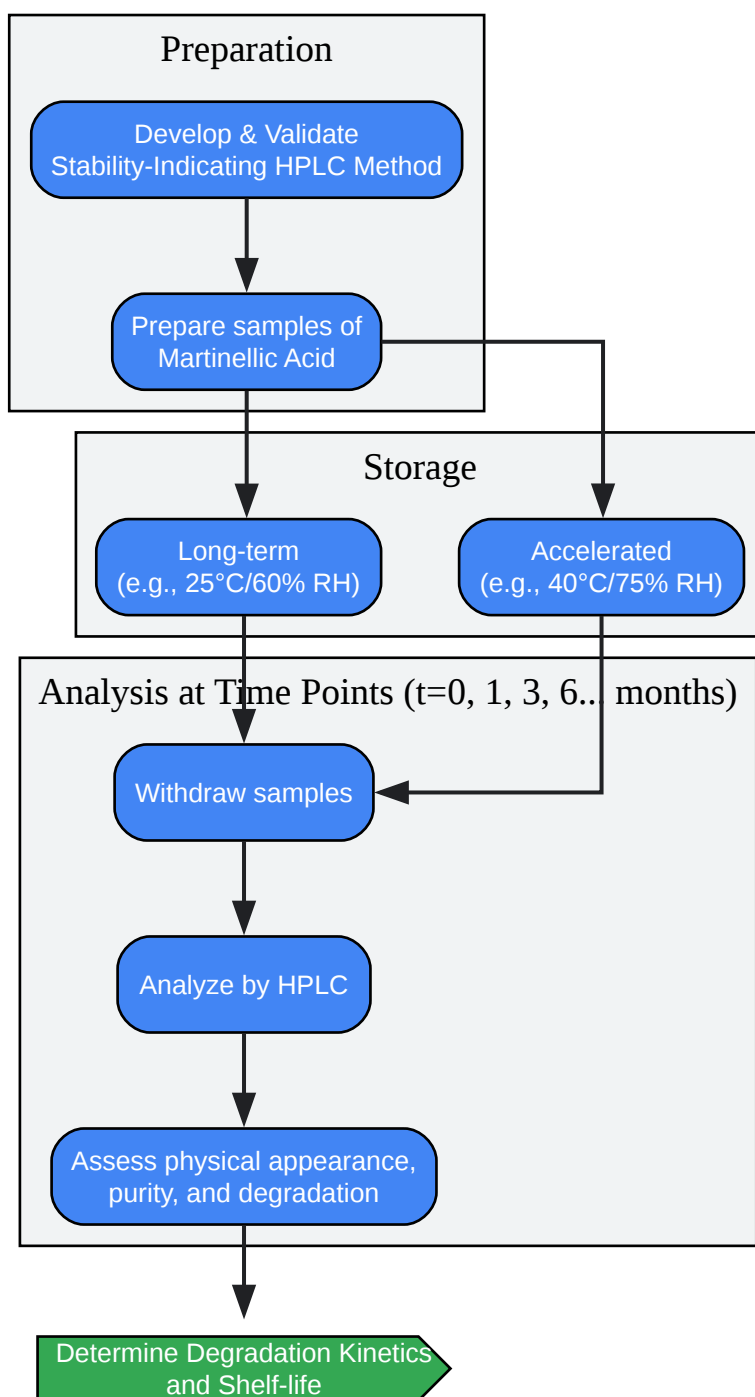 Preparation
Develop & Validate
Stability-Indicating HPLC Method
Prepare samples of
Martinellic Acid
Storage
Long-term
(e.g., 25°C/60% RH)
Accelerated
(e.g., 40°C/75% RH)
Analysis at Time Points (t=0, 1, 3, 6... months)
Withdraw samples
Analyze by HPLC
Assess physical appearance,
purity, and degradation
Determine Degradation Kinetics
and Shelf-life